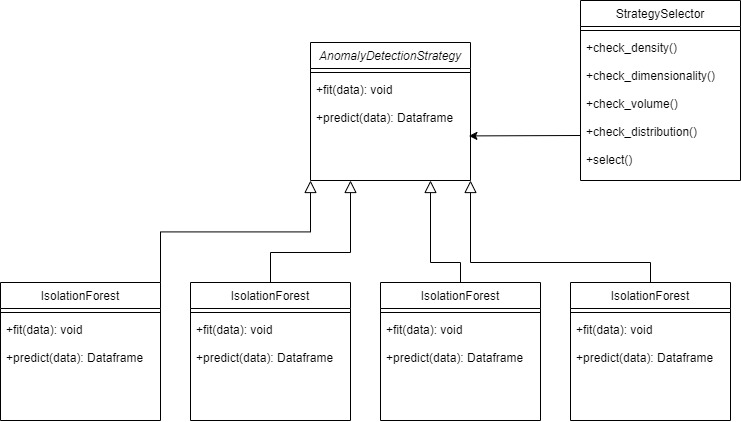 StrategySelector
+check_density()
+check_dimensionality()
+check_volume()
+check_distribution()
+select()
AnomalyDetectionStrategy
+fit(data): void
+predict(data): Dataframe
IsolationForest
+fit(data): void
+predict(data): Dataframe
IsolationForest
+fit(data): void
+predict(data): Dataframe
IsolationForest
+fit(data): void
+predict(data): Dataframe
IsolationForest
+fit(data): void
+predict(data): Dataframe